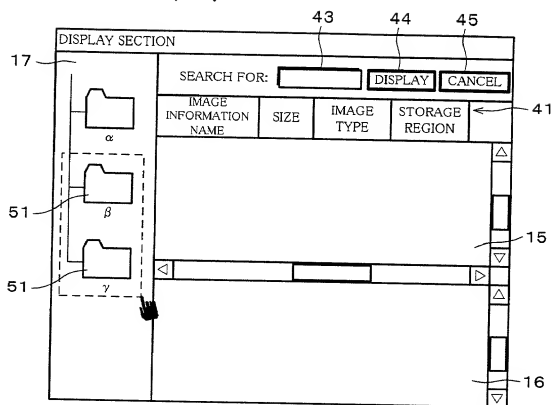 43 44 45
DISPLAY SECTION
17
SEARCH FOR: DISPLAY CANCEL
IMAGE INFORMATION NAME SIZE IMAGE TYPE STORAGE REGION 41
α
51 β
15
51 γ
16